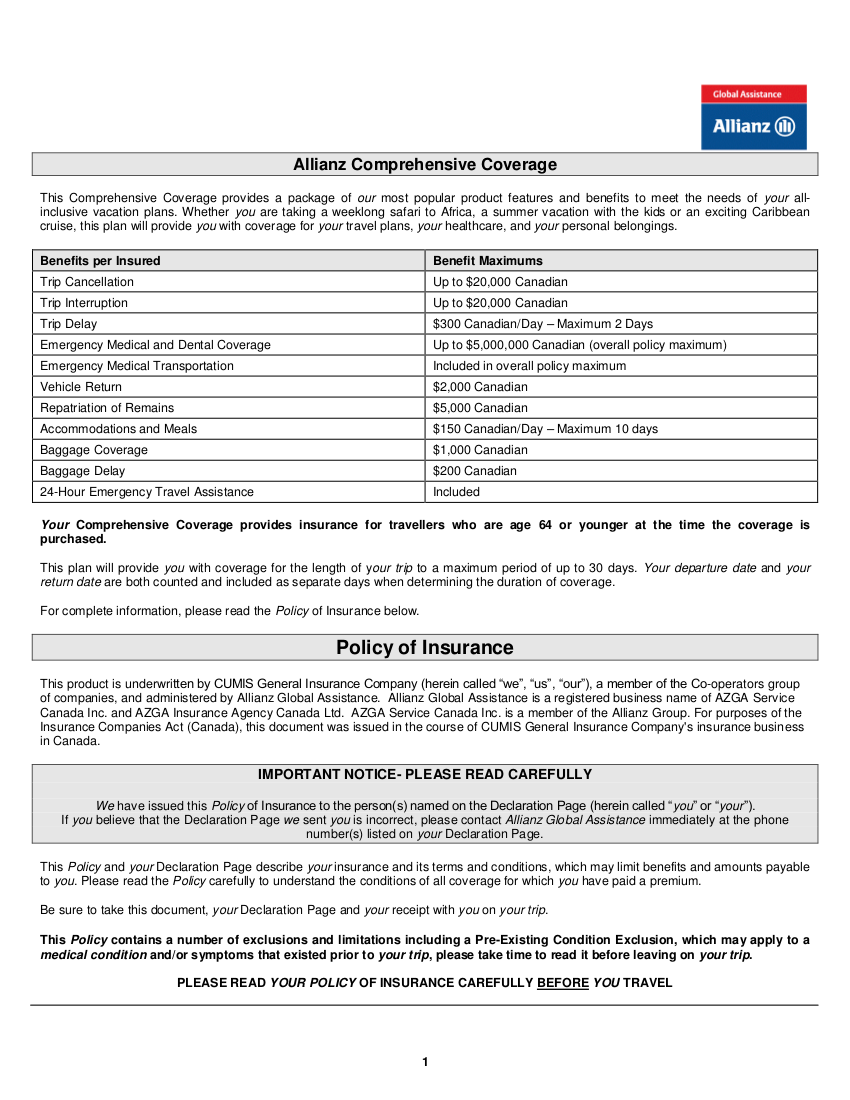 Global Assistance
Allianz
Allianz Comprehensive Coverage
This Comprehensive Coverage provides a package of our most popular product features and benefits to meet the needs of your all-
inclusive vacation plans. Whether you are taking a weeklong safari to Africa, a summer vacation with the kids or an exciting Caribbean
cruise, this plan will provide you with coverage for your travel plans, your healthcare, and your personal belongings.
Benefits per Insured Benefit Maximums
Trip Cancellation Up to $20,000 Canadian
Trip Interruption Up to $20,000 Canadian
Trip Delay $300 Canadian/Day – Maximum 2 Days
Emergency Medical and Dental Coverage Up to $5,000,000 Canadian (overall policy maximum)
Emergency Medical Transportation Included in overall policy maximum
Vehicle Return $2,000 Canadian
Repatriation of Remains $5,000 Canadian
Accommodations and Meals $150 Canadian/Day – Maximum 10 days
Baggage Coverage $1,000 Canadian
Baggage Delay $200 Canadian
24-Hour Emergency Travel Assistance Included
Your Comprehensive Coverage provides insurance for travellers who are age 64 or younger at the time the coverage is
purchased.
This plan will provide you with coverage for the length of your trip to a maximum period of up to 30 days. Your departure date and your
return date are both counted and included as separate days when determining the duration of coverage.
For complete information, please read the Policy of Insurance below.
Policy of Insurance
This product is underwritten by CUMIS General Insurance Company (herein called “we”, “us”, “our”), a member of the Co-operators group
of companies, and administered by Allianz Global Assistance. Allianz Global Assistance is a registered business name of AZGA Service
Canada Inc. and AZGA Insurance Agency Canada Ltd. AZGA Service Canada Inc. is a member of the Allianz Group. For purposes of the
Insurance Companies Act (Canada), this document was issued in the course of CUMIS General Insurance Company’s insurance business
in Canada.
IMPORTANT NOTICE- PLEASE READ CAREFULLY
We have issued this Policy of Insurance to the person(s) named on the Declaration Page (herein called “you” or “your”).
If you believe that the Declaration Page we sent you is incorrect, please contact Allianz Global Assistance immediately at the phone
number(s) listed on your Declaration Page.
This Policy and your Declaration Page describe your insurance and its terms and conditions, which may limit benefits and amounts payable
to you. Please read the Policy carefully to understand the conditions of all coverage for which you have paid a premium.
Be sure to take this document, your Declaration Page and your receipt with you on your trip.
This Policy contains a number of exclusions and limitations including a Pre-Existing Condition Exclusion, which may apply to a
medical condition and/or symptoms that existed prior to your trip, please take time to read it before leaving on your trip.
PLEASE READ YOUR POLICY OF INSURANCE CAREFULLY BEFORE YOU TRAVEL
1